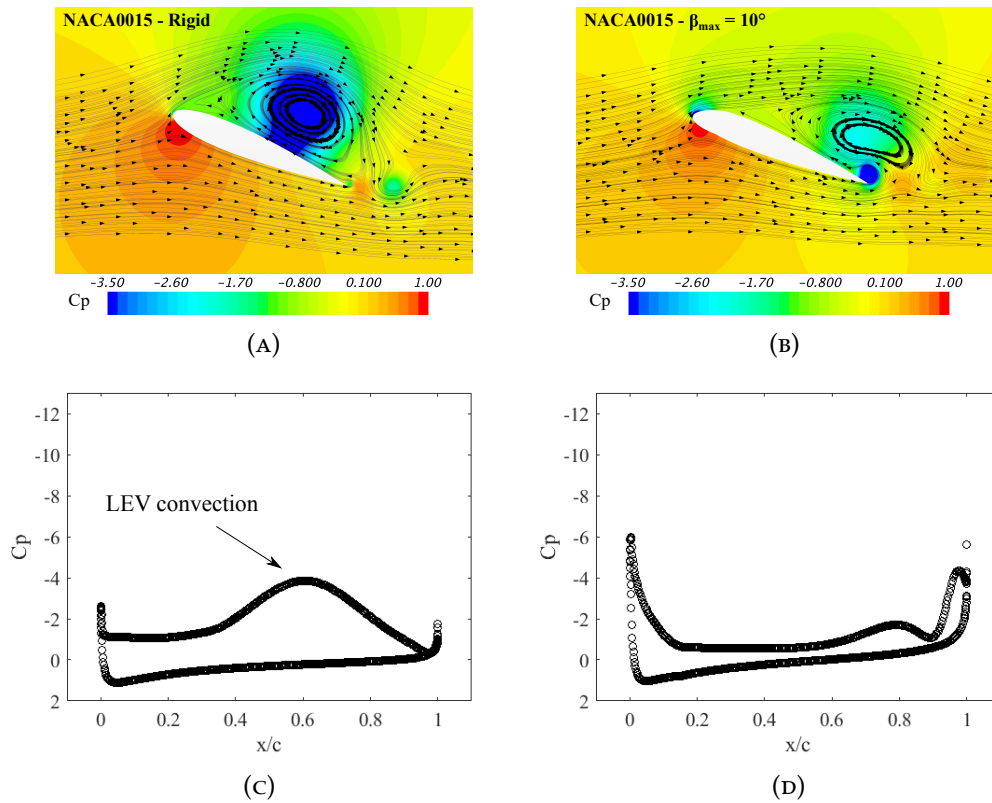 NACA0015 - Rigid
-3.50 -2.60 -1.70 -0.800 0.100 1.00
Cp
(A)
NACA0015 - βmax = 10°
-3.50 -2.60 -1.70 -0.800 0.100 1.00
Cp
(B)
-12
-10
-8
-6
-4
-2
0
2
Cp
LEV convection
0 0.2 0.4 0.6 0.8 1
x/c
(C)
-12
-10
-8
-6
-4
-2
0
2
Cp
0 0.2 0.4 0.6 0.8 1
x/c
(D)